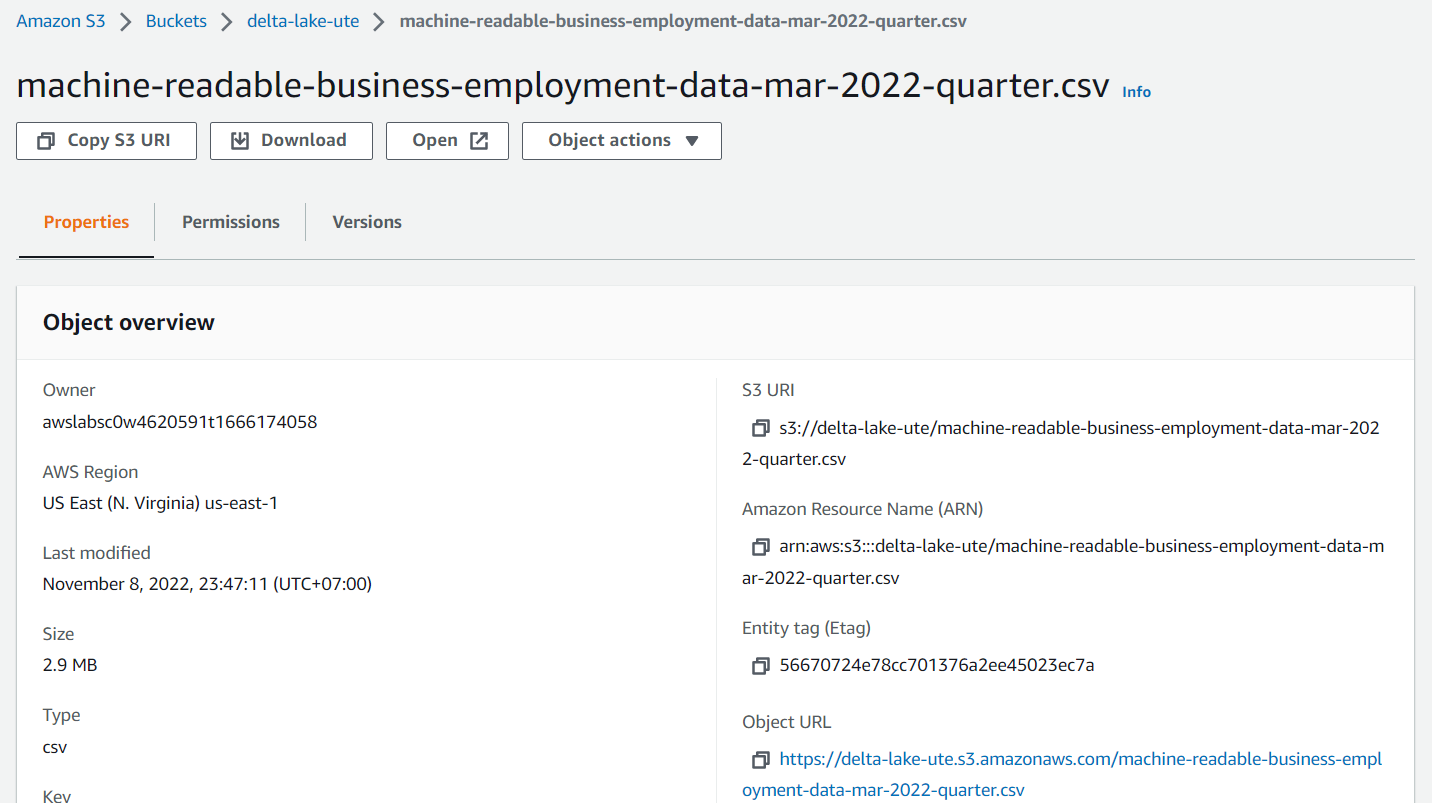 Amazon S3 > Buckets > delta-lake-ute > machine-readable-business-employment-data-mar-2022-quarter.csv
machine-readable-business-employment-data-mar-2022-quarter.csv Info
Copy S3 URI Download Open Object actions
Properties Permissions Versions
Object overview
Owner
awslabsc0w4620591t1666174058
AWS Region
US East (N. Virginia) us-east-1
Last modified
November 8, 2022, 23:47:11 (UTC+07:00)
Size
2.9 MB
Type
csv
Key
S3 URI
s3://delta-lake-ute/machine-readable-business-employment-data-mar-202
2-quarter.csv
Amazon Resource Name (ARN)
arn:aws:s3:::delta-lake-ute/machine-readable-business-employment-data-m
ar-2022-quarter.csv
Entity tag (Etag)
56670724e78cc701376a2ee45023ec7a
Object URL
https://delta-lake-ute.s3.amazonaws.com/machine-readable-business-empl
oyment-data-mar-2022-quarter.csv